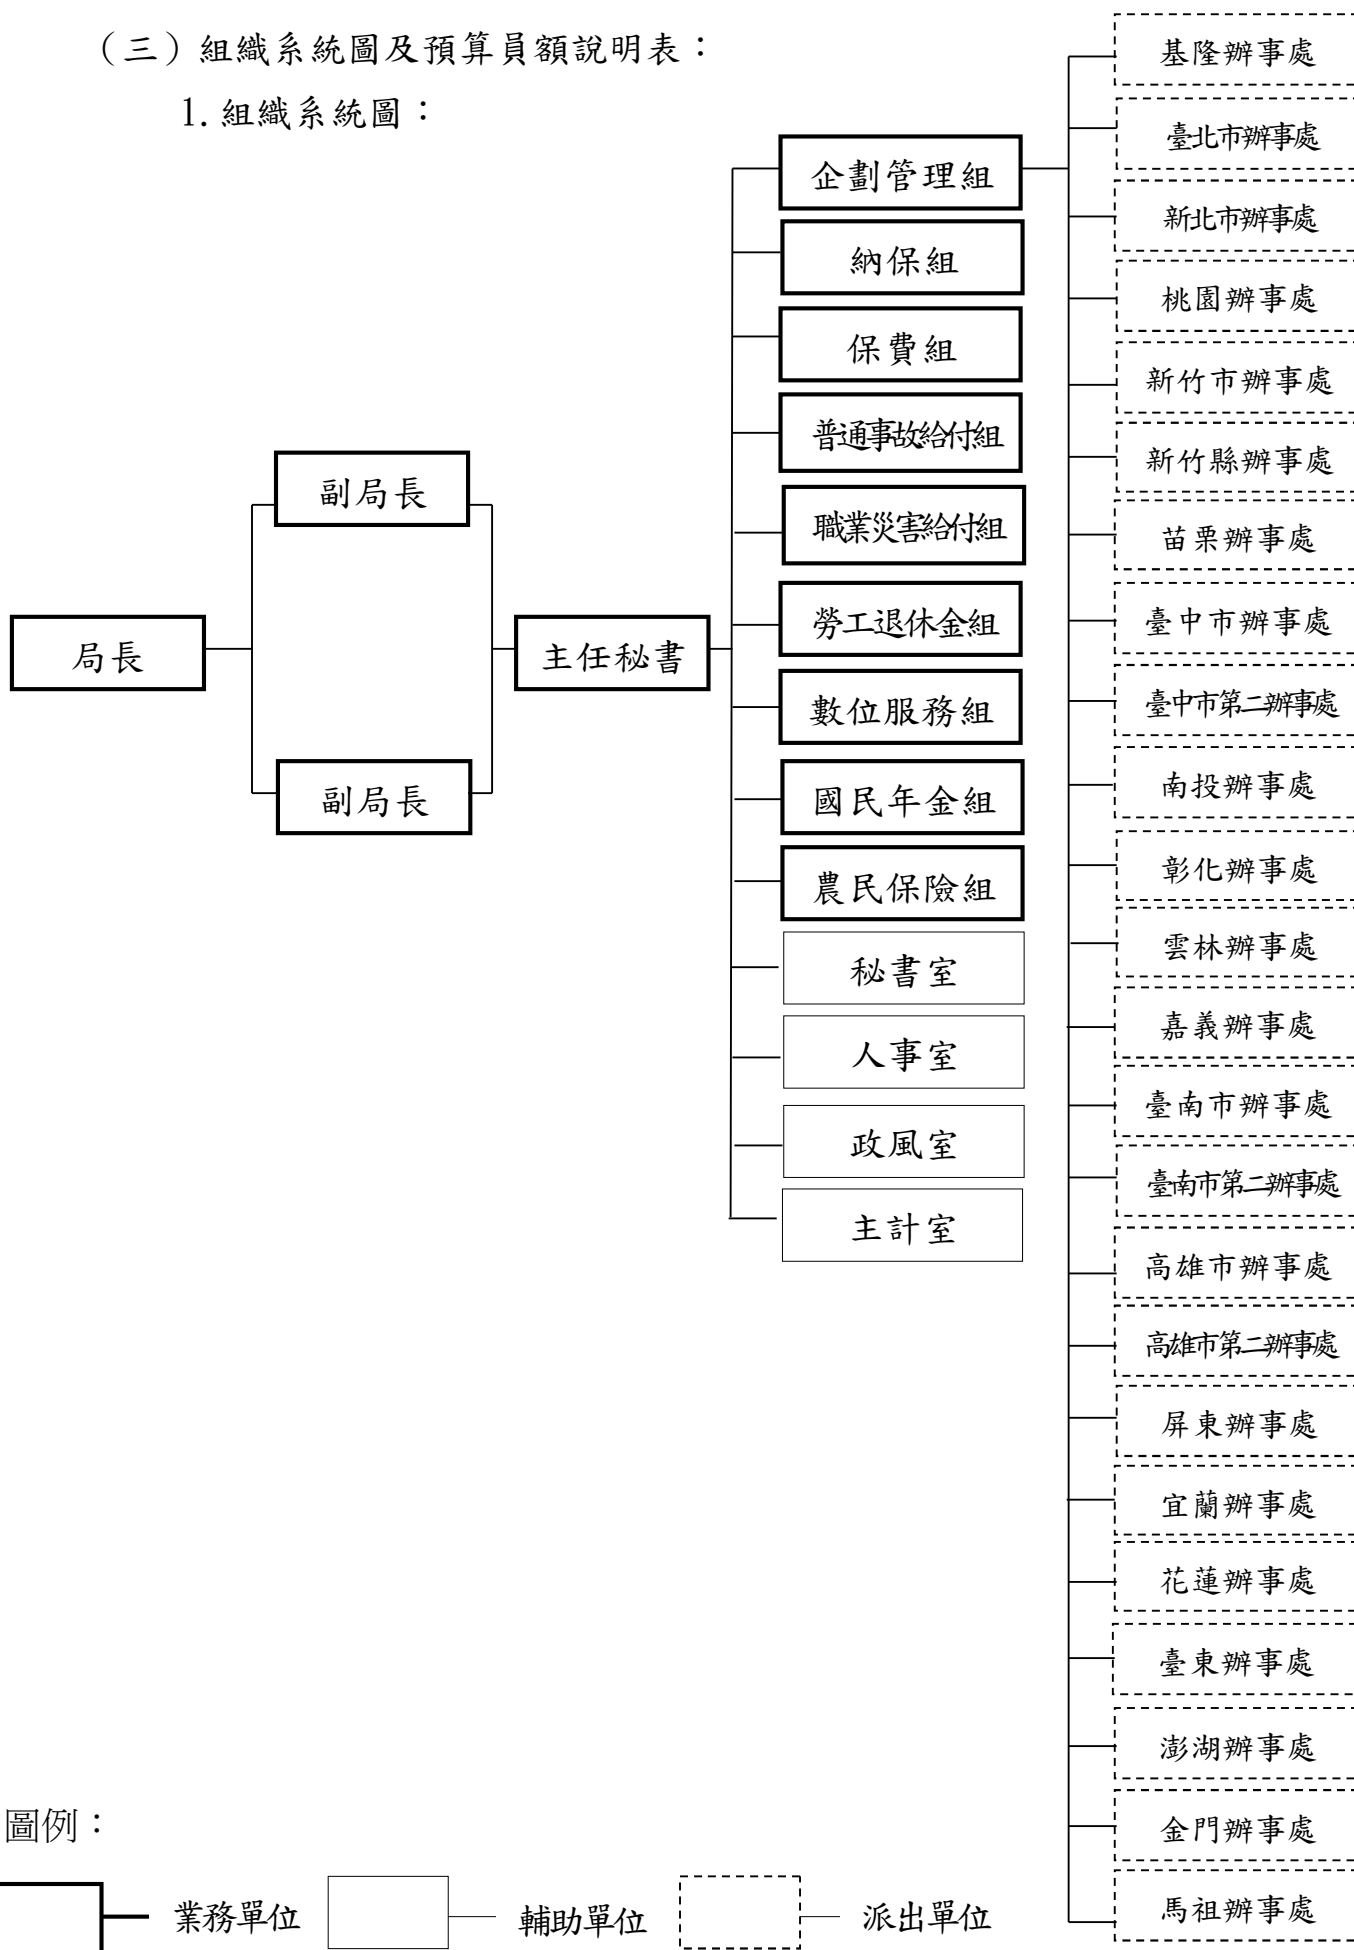 （三）組織系統圖及預算員額說明表：
1.組織系統圖：
局長
副局長
副局長
主任秘書
企劃管理組
納保組
保費組
普通事故給付組
職業災害給付組
勞工退休金組
數位服務組
國民年金組
農民保險組
秘書室
人事室
政風室
主計室
基隆辦事處
臺北市辦事處
新北市辦事處
桃園辦事處
新竹市辦事處
新竹縣辦事處
苗栗辦事處
臺中市辦事處
臺中市第二辦事處
南投辦事處
彰化辦事處
雲林辦事處
嘉義辦事處
臺南市辦事處
臺南市第二辦事處
高雄市辦事處
高雄市第二辦事處
屏東辦事處
宜蘭辦事處
花蓮辦事處
臺東辦事處
澎湖辦事處
金門辦事處
馬祖辦事處
圖例：
業務單位
輔助單位
派出單位